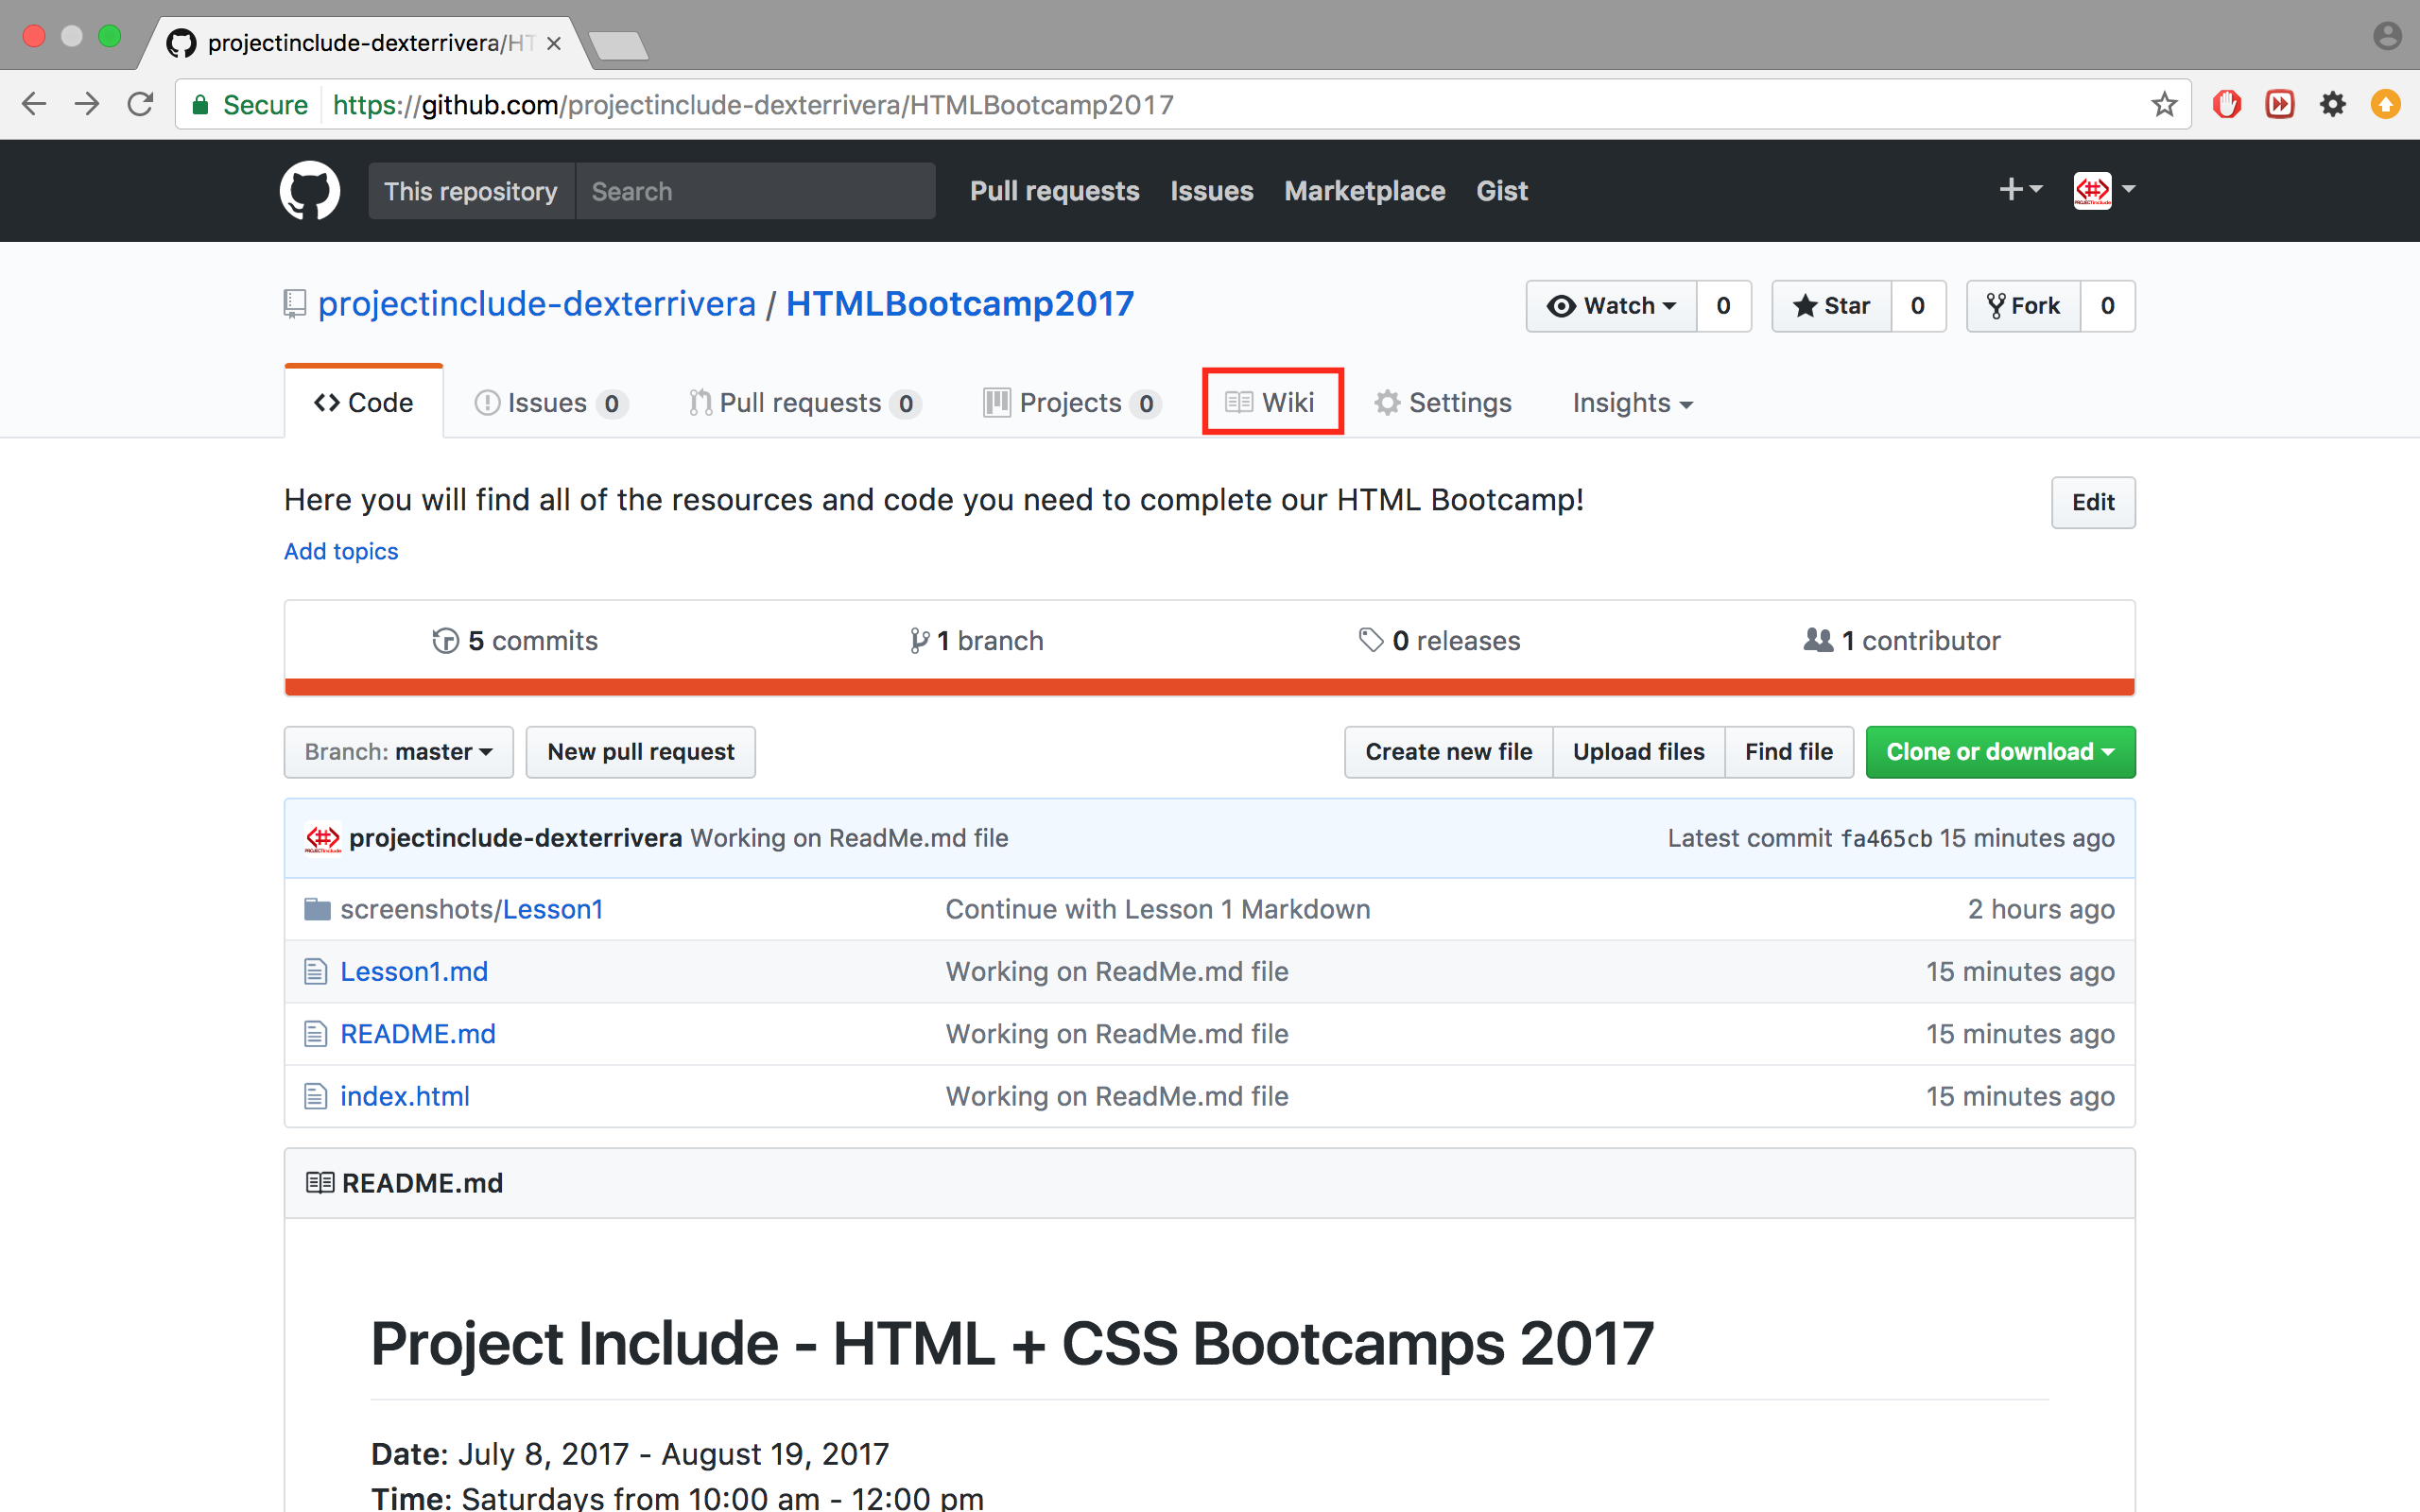 projectinclude-dexterrivera/HT
Secure https://github.com/projectinclude-dexterrivera/HTMLBootcamp2017
This repository Search Pull requests Issues Marketplace Gist
projectinclude-dexterrivera / HTMLBootcamp2017 Watch 0 Star 0 Fork 0
Code Issues 0 Pull requests 0 Projects 0 Wiki Settings Insights
Here you will find all of the resources and code you need to complete our HTML Bootcamp! Edit
Add topics
5 commits 1 branch 0 releases 1 contributor
Branch: master New pull request Create new file Upload files Find file Clone or download
projectinclude-dexterrivera Working on ReadMe.md file Latest commit fa465cb 15 minutes ago
screenshots/Lesson1 Continue with Lesson 1 Markdown 2 hours ago
Lesson1.md Working on ReadMe.md file 15 minutes ago
README.md Working on ReadMe.md file 15 minutes ago
index.html Working on ReadMe.md file 15 minutes ago
README.md
Project Include - HTML + CSS Bootcamps 2017
Date: July 8, 2017 - August 19, 2017
Time: Saturdays from 10:00 am - 12:00 pm